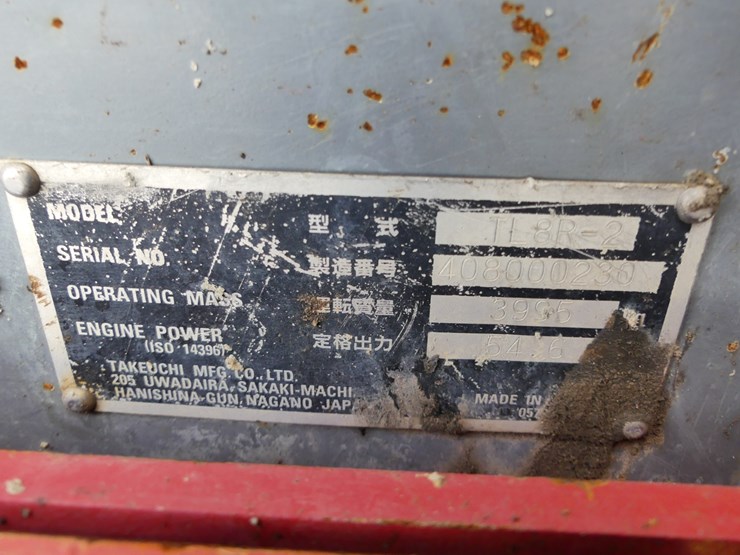 MODEL 型式 TL8R-2
SERIAL NO. 製造番号 408000230
OPERATING MASS 運転質量 3995
ENGINE POWER 定格出力 54.6
(ISO 14396)
TAKEUCHI MFG. CO., LTD.
205 UWADAIRA, SAKAKI-MACHI
HANISHINA-GUN, NAGANO JAP
MADE IN